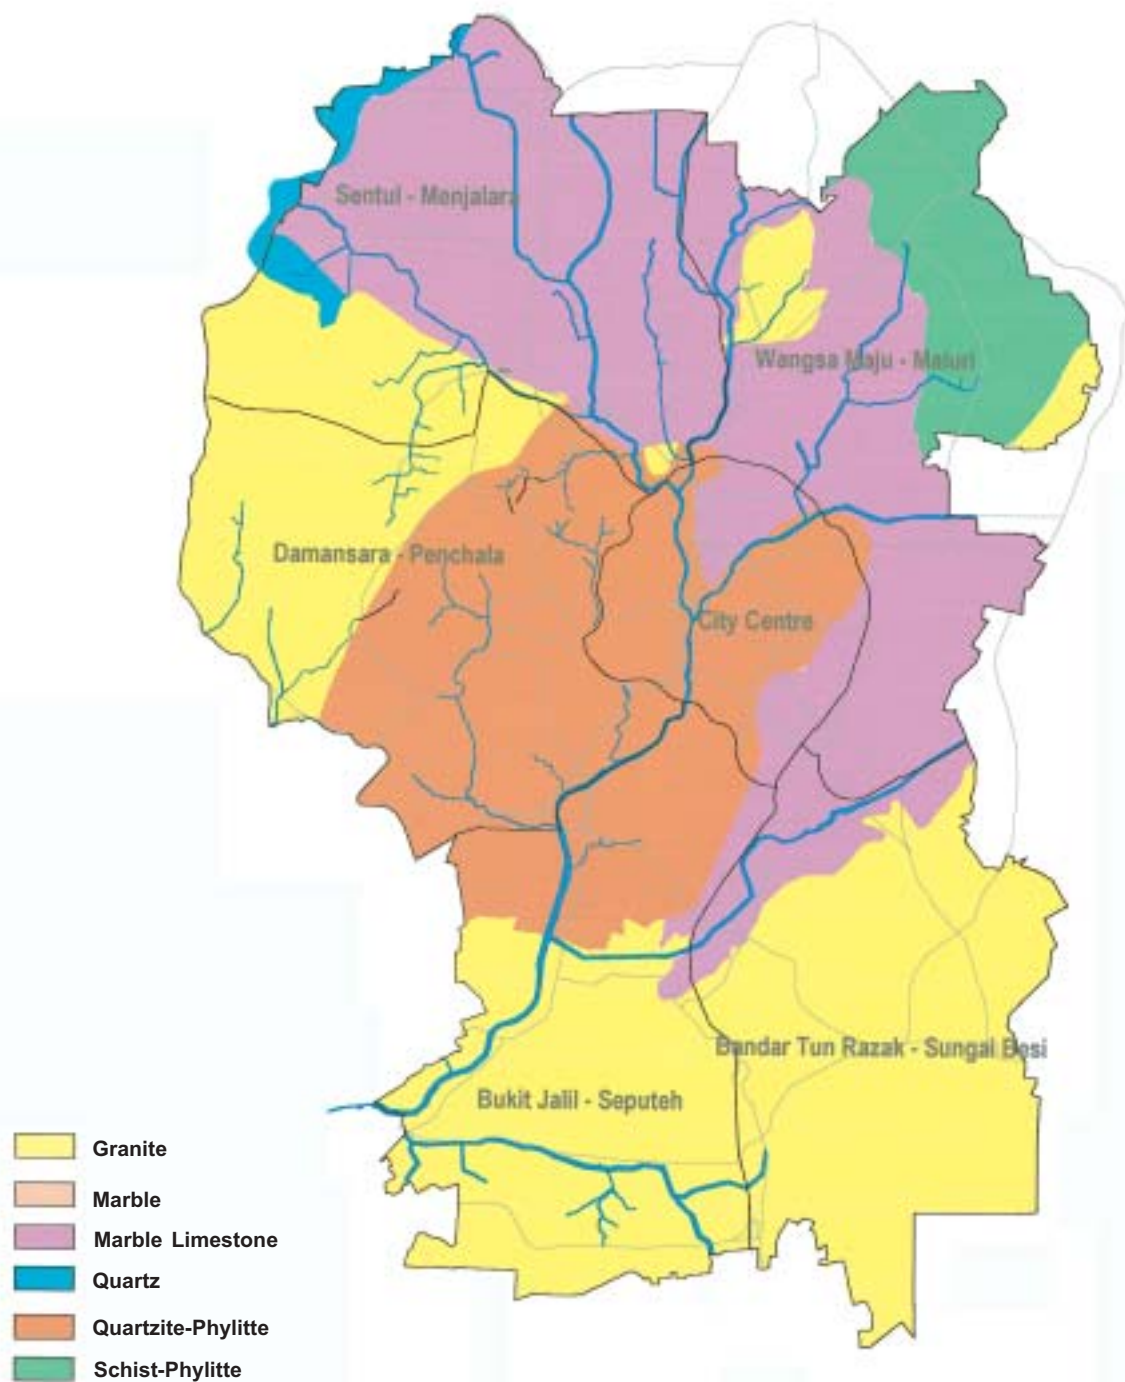 Sentul - Menjalara
Wangsa Maju - Maluri
Damansara - Penchala
City Centre
Bandar Tun Razak - Sungai Besi
Bukit Jalil - Seputeh
Granite
Marble
Marble Limestone
Quartz
Quartzite-Phylitte
Schist-Phylitte